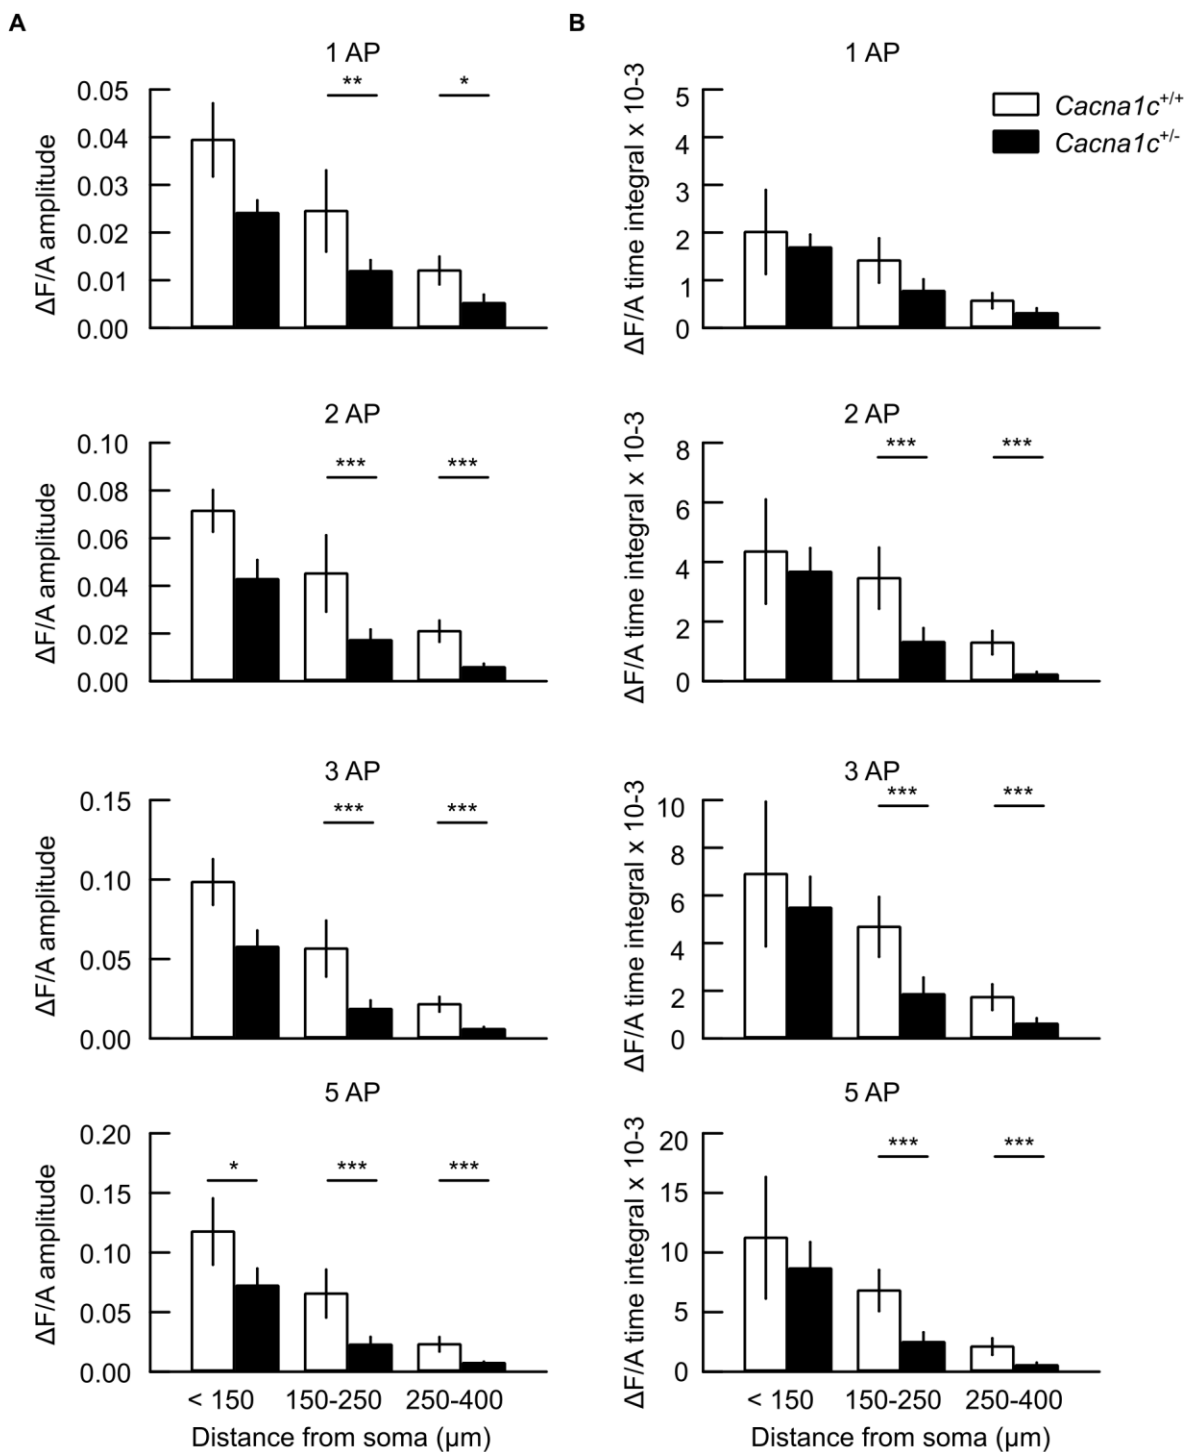 A
B
1 AP
1 AP
ΔF/A amplitude
0.05
0.04
0.03
0.02
0.01
0.00
**
*
ΔF/A time integral x 10-3
5
4
3
2
1
0
Cacna1c+/+
Cacna1c+/-
2 AP
2 AP
ΔF/A amplitude
0.10
0.08
0.06
0.04
0.02
0.00
***
***
ΔF/A time integral x 10-3
8
6
4
2
0
***
***
3 AP
3 AP
ΔF/A amplitude
0.15
0.10
0.05
0.00
***
***
ΔF/A time integral x 10-3
10
8
6
4
2
0
***
***
5 AP
5 AP
ΔF/A amplitude
0.20
0.15
0.10
0.05
0.00
*
***
***
ΔF/A time integral x 10-3
20
15
10
5
0
***
***
< 150 150-250 250-400
Distance from soma (µm)
< 150 150-250 250-400
Distance from soma (µm)